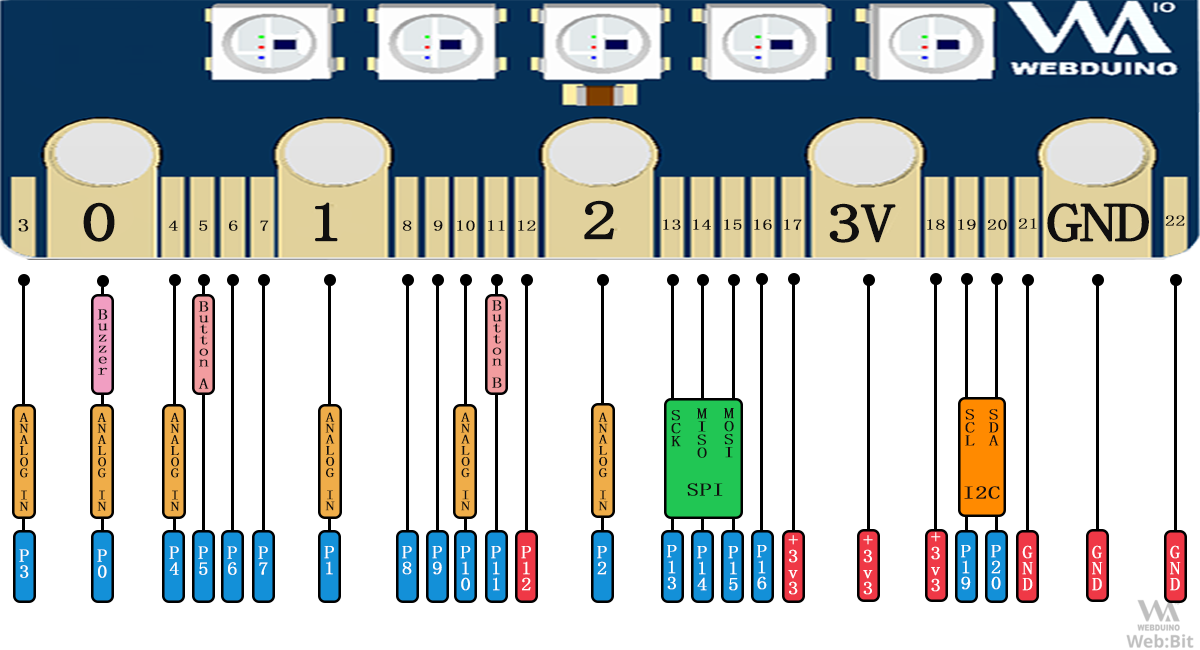 IO
WEBDUINO
3 0 4 5 6 7 1 8 9 10 11 12 2 13 14 15 16 17 3V 18 19 20 21 GND 22
Buzzer
Button A
Button B
ANALOG IN
ANALOG IN
ANALOG IN
ANALOG IN
ANALOG IN
ANALOG IN
SCK MISO MOSI
SPI
SCL SDA
I2C
P3 P0 P4 P5 P6 P7 P1 P8 P9 P10 P11 P12 P2 P13 P14 P15 P16 +3v3 +3v3 +3v3 P19 P20 GND GND GND
WEBDUINO
Web:Bit